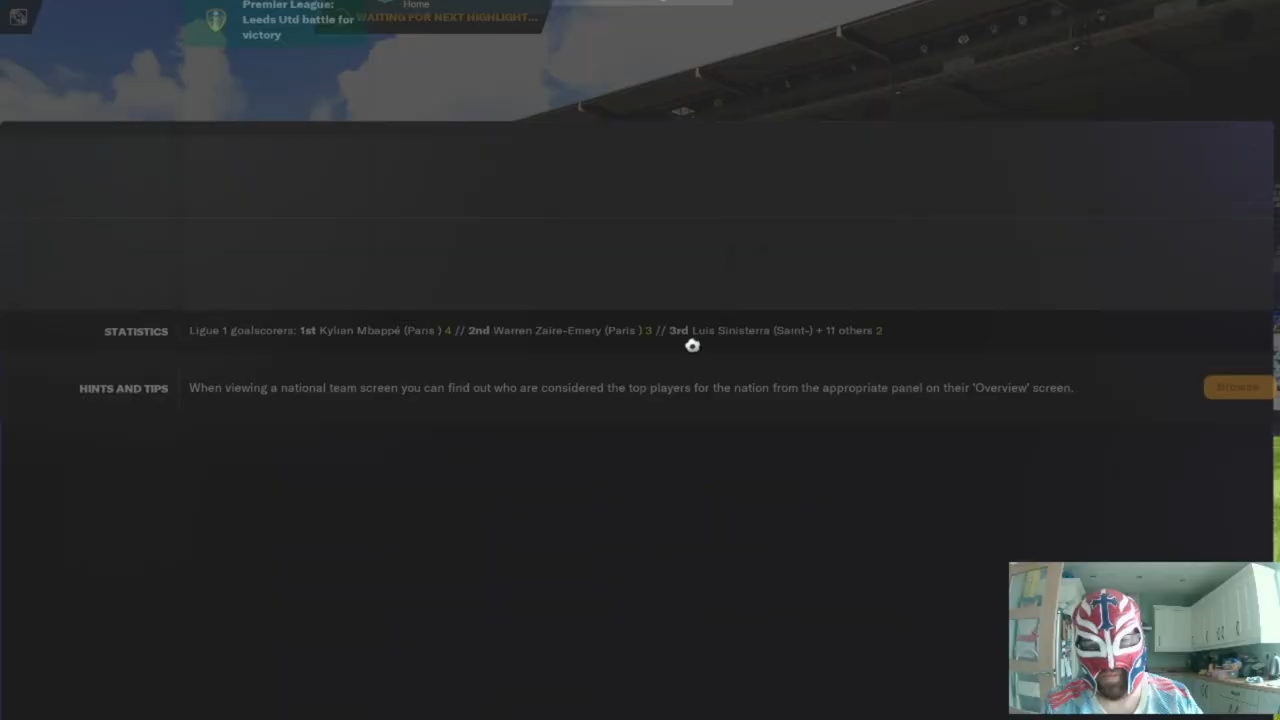 Premier League:
Leeds Utd battle for
victory
Home
WAITING FOR NEXT HIGHLIGHT...
STATISTICS
Ligue 1 goalscorers: 1st Kylian Mbappé (Paris ) 4 // 2nd Warren Zaire-Emery (Paris ) 3 // 3rd Luis Sinisterra (Saint-) + 11 others 2
HINTS AND TIPS
When viewing a national team screen you can find out who are considered the top players for the nation from the appropriate panel on their 'Overview' screen.
Browse